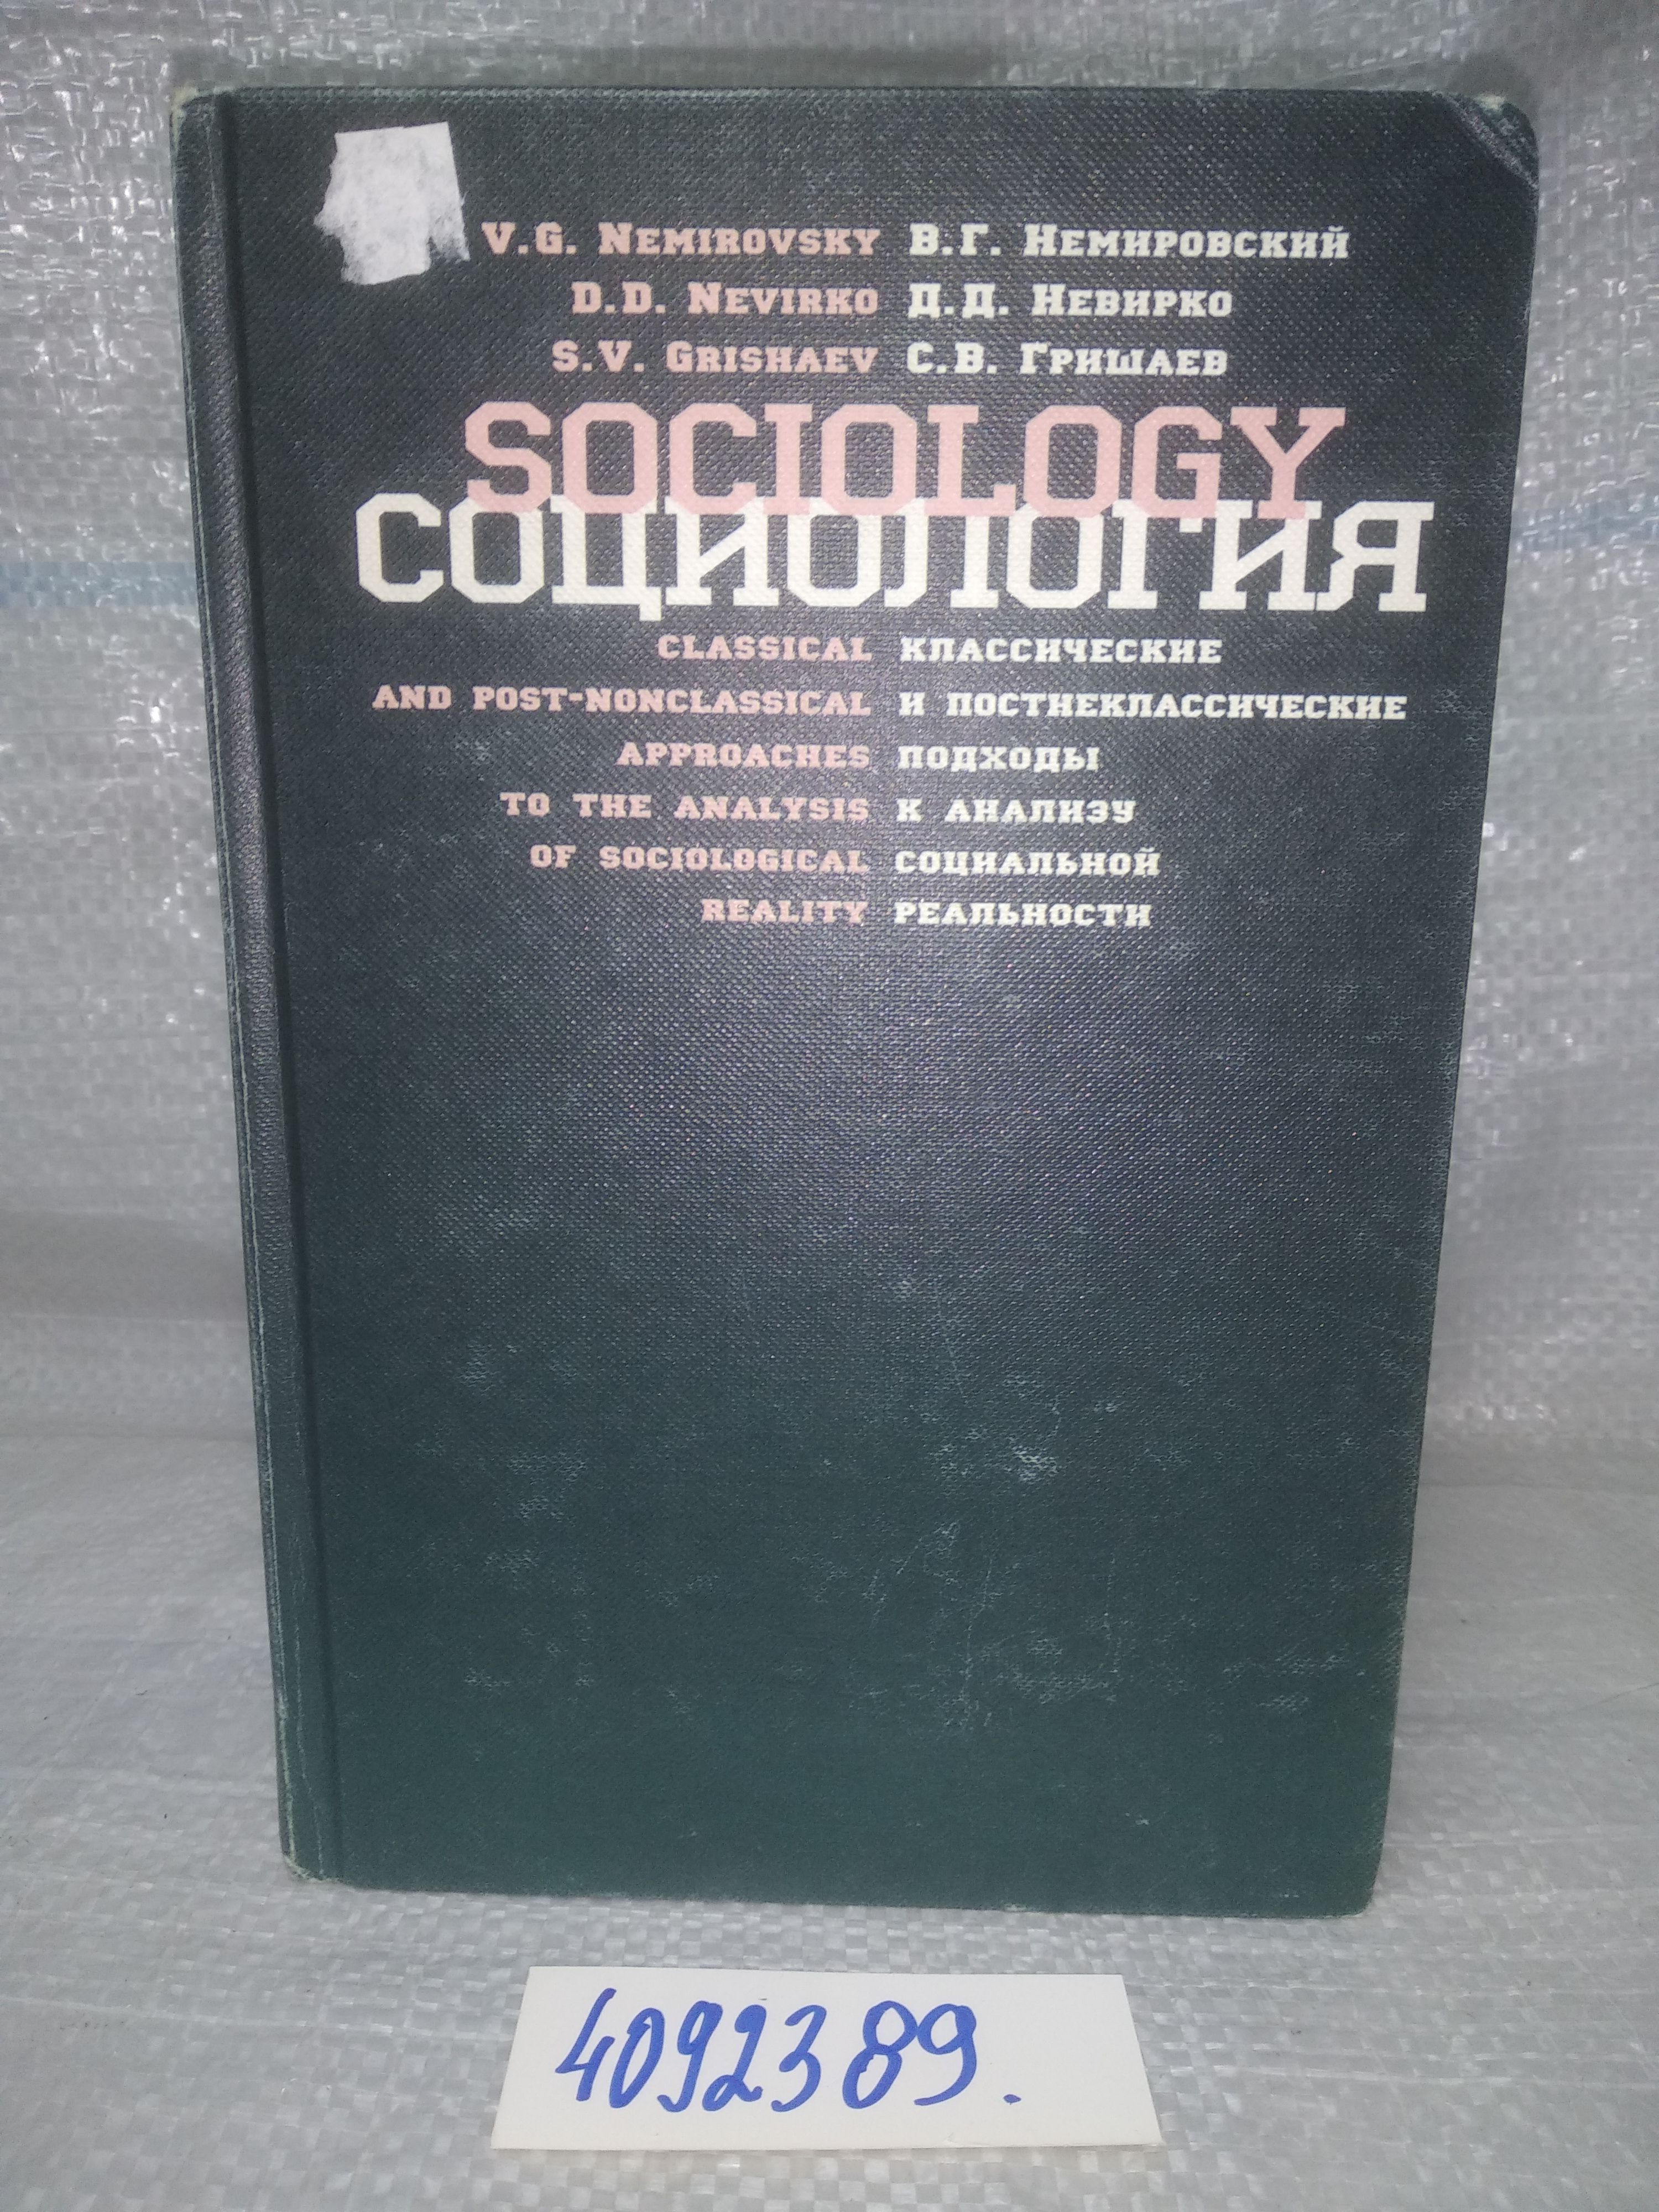 V.G. NEMIROVSKY В.Г. НЕМИРОВСКИЙ
D.D. NEVIRKO Д.Д. НЕВИРКО
S.V. GRISHAEV С.В. ГРИШАЕВ
SOCIOLOGY
СОЦИОЛОГИЯ
CLASSICAL КЛАССИЧЕСКИЕ
AND POST-NONCLASSICAL И ПОСТНЕКЛАССИЧЕСКИЕ
APPROACHES ПОДХОДЫ
TO THE ANALYSIS К АНАЛИЗУ
OF SOCIOLOGICAL СОЦИАЛЬНОЙ
REALITY РЕАЛЬНОСТИ
4092389.